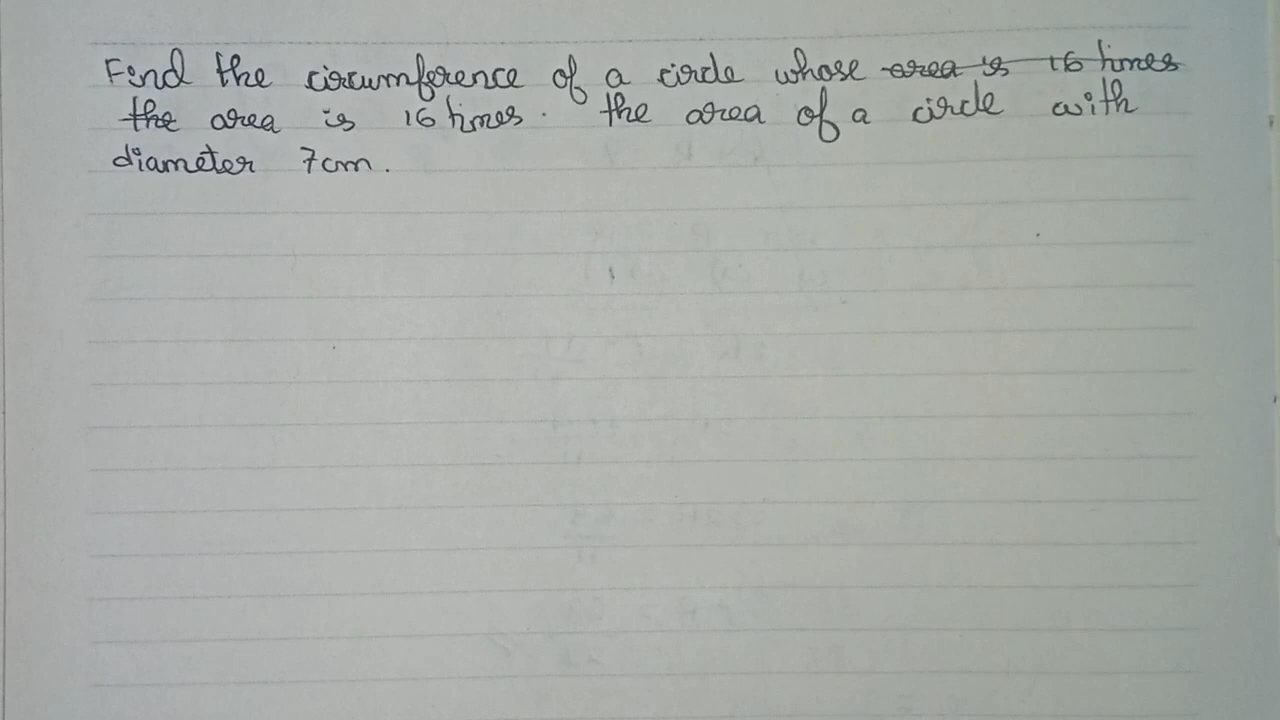 Find the circumference of a circle whose area is 16 times
the area is 16 times. the area of a circle with
diameter 7cm.